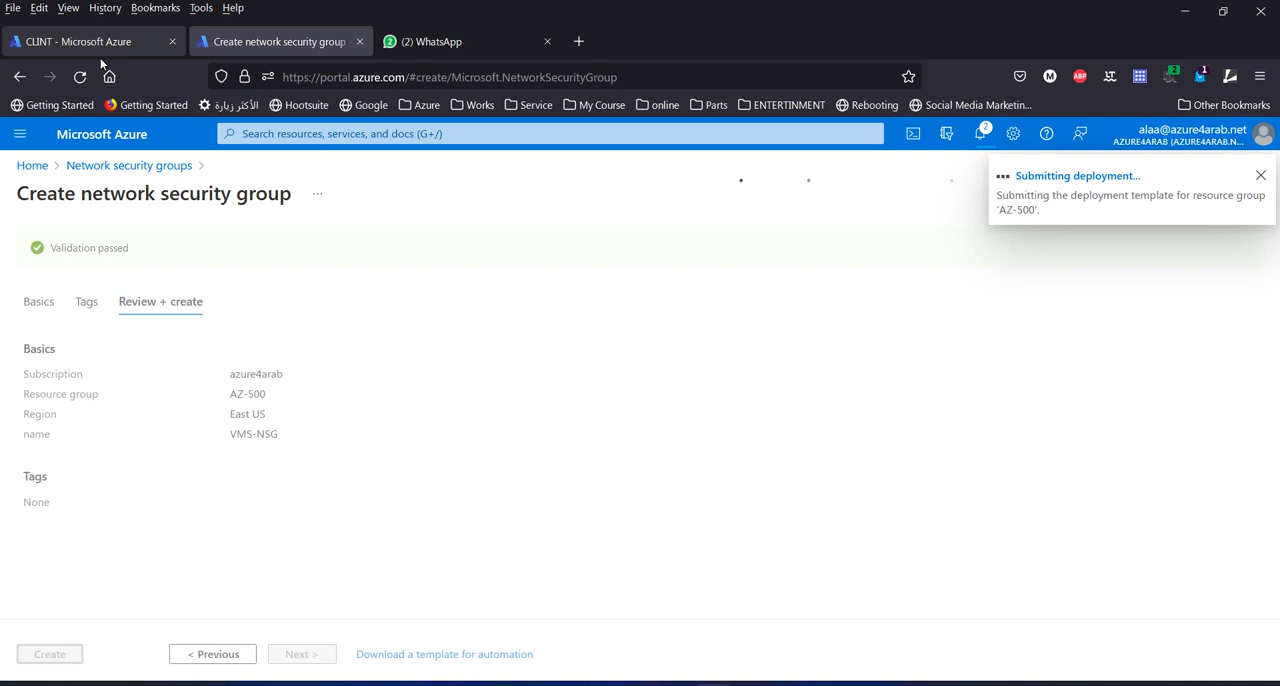 File Edit View History Bookmarks Tools Help
CLINT - Microsoft Azure
Create network security group -
2 (2) WhatsApp
https://portal.azure.com/#create/Microsoft.NetworkSecurityGroup
M ABP 2 1
Getting Started Getting Started الأكثر زيارة Hootsuite Google Azure Works Service My Course online Parts ENTERTINMENT Rebooting Social Media Marketin... Other Bookmarks
Microsoft Azure
Search resources, services, and docs (G+/)
2
alaa@azure4arab.net
AZURE4ARAB (AZURE4ARAB.N...
Home > Network security groups >
Create network security group ...
Submitting deployment...
Submitting the deployment template for resource group
'AZ-500'.
Validation passed
Basics Tags Review + create
Basics
Subscription azure4arab
Resource group AZ-500
Region East US
name VMS-NSG
Tags
None
Create < Previous Next > Download a template for automation